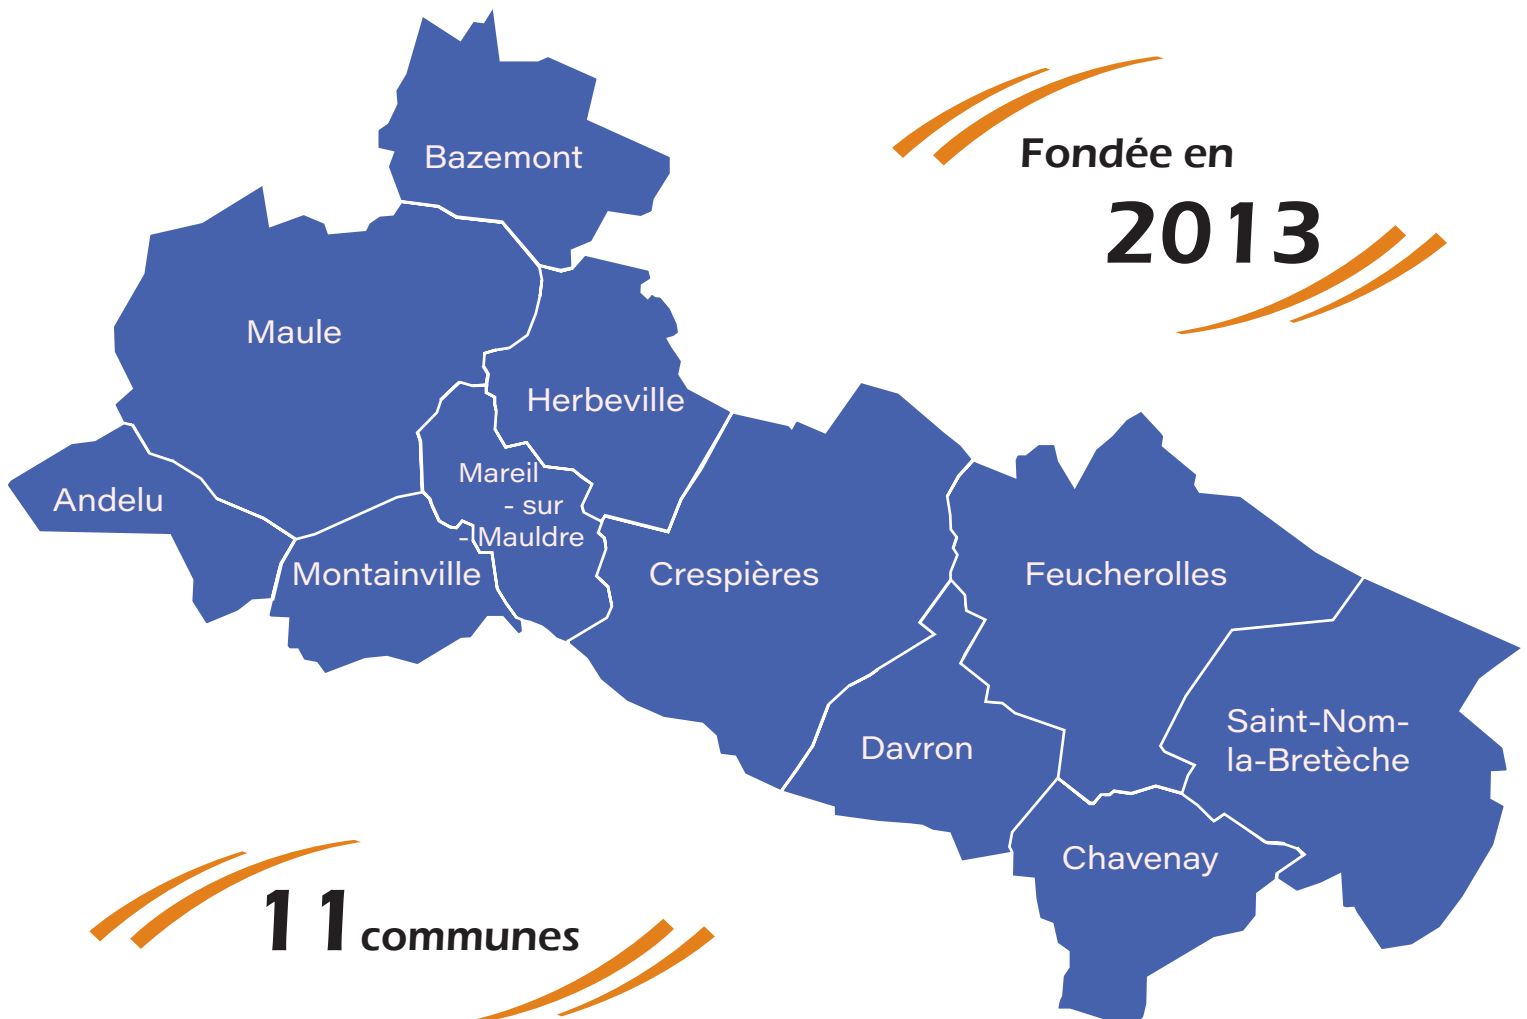 Bazemont
Fondée en
2013
Maule
Herbeville
Andelu
Mareil
- sur
- Mauldre
Montainville
Crespières
Feucherolles
Davron
Saint-Nom-
la-Bretèche
Chavenay
11 communes